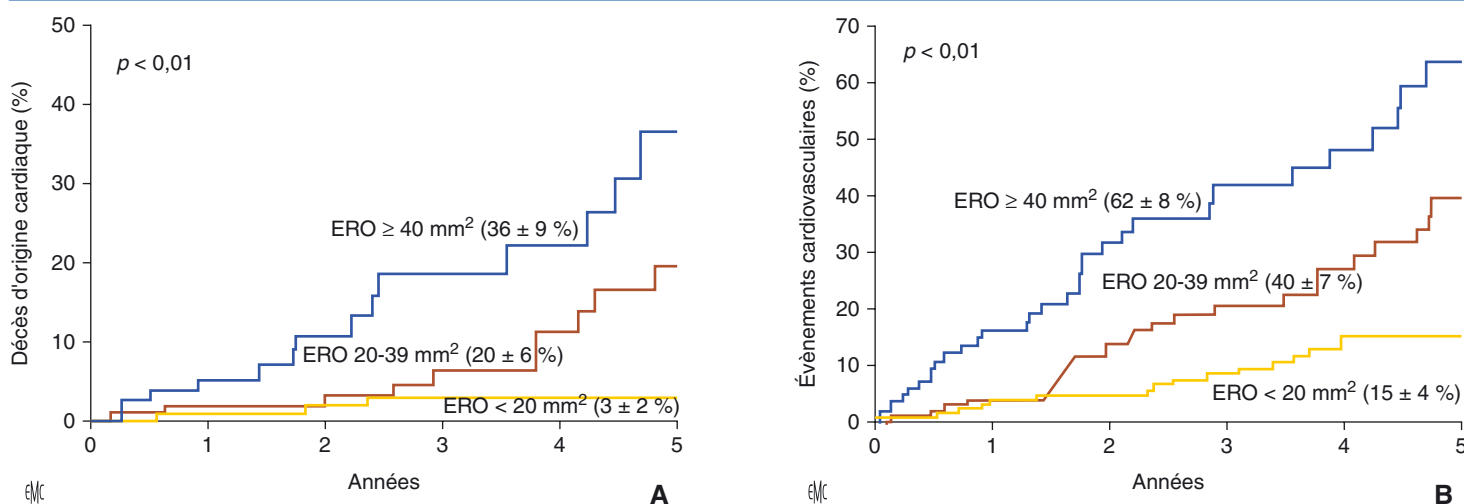 50
40
30
20
10
0
Décès d'origine cardiaque (%)
p < 0,01
ERO ≥ 40 mm² (36 ± 9 %)
ERO 20-39 mm² (20 ± 6 %)
ERO < 20 mm² (3 ± 2 %)
0 1 2 3 4 5
Années
EMC
A
70
60
50
40
30
20
10
0
Évènements cardiovasculaires (%)
p < 0,01
ERO ≥ 40 mm² (62 ± 8 %)
ERO 20-39 mm² (40 ± 7 %)
ERO < 20 mm² (15 ± 4 %)
0 1 2 3 4 5
Années
EMC
B